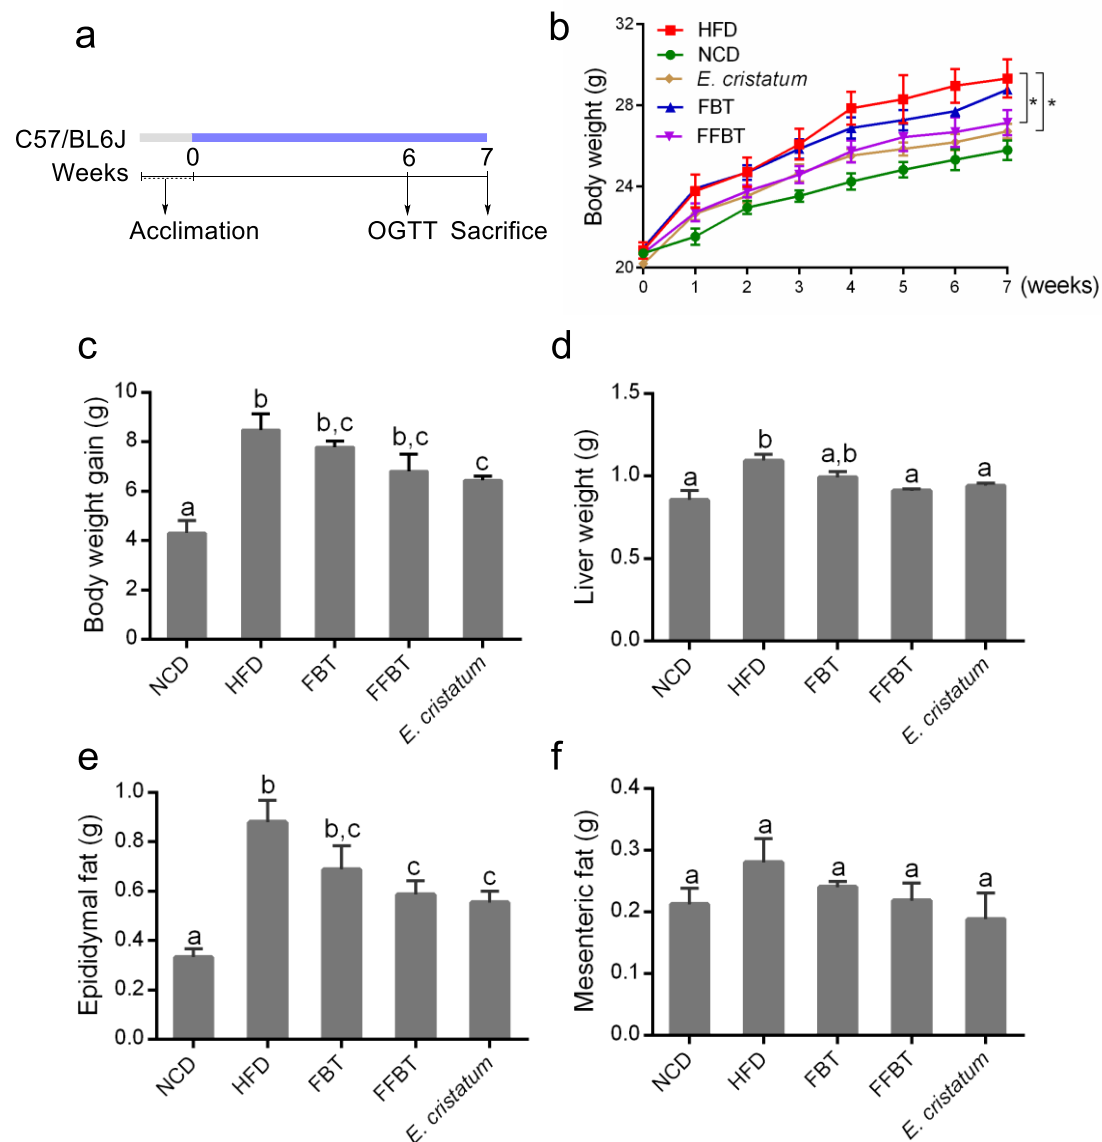 a
C57/BL6J
Weeks
0 6 7
Acclimation OGTT Sacrifice
b
Body weight (g)
32
28
24
20
HFD
NCD
E. cristatum
FBT
FFBT
* *
0 1 2 3 4 5 6 7 (weeks)
c
Body weight gain (g)
10
8
6
4
2
0
a b b,c b,c c
NCD HFD FBT FFBT E. cristatum
d
Liver weight (g)
1.5
1.0
0.5
0.0
a b a,b a a
NCD HFD FBT FFBT E. cristatum
e
Epididymal fat (g)
1.0
0.8
0.6
0.4
0.2
0.0
a b b,c c c
NCD HFD FBT FFBT E. cristatum
f
Mesenteric fat (g)
0.4
0.3
0.2
0.1
0.0
a a a a a
NCD HFD FBT FFBT E. cristatum